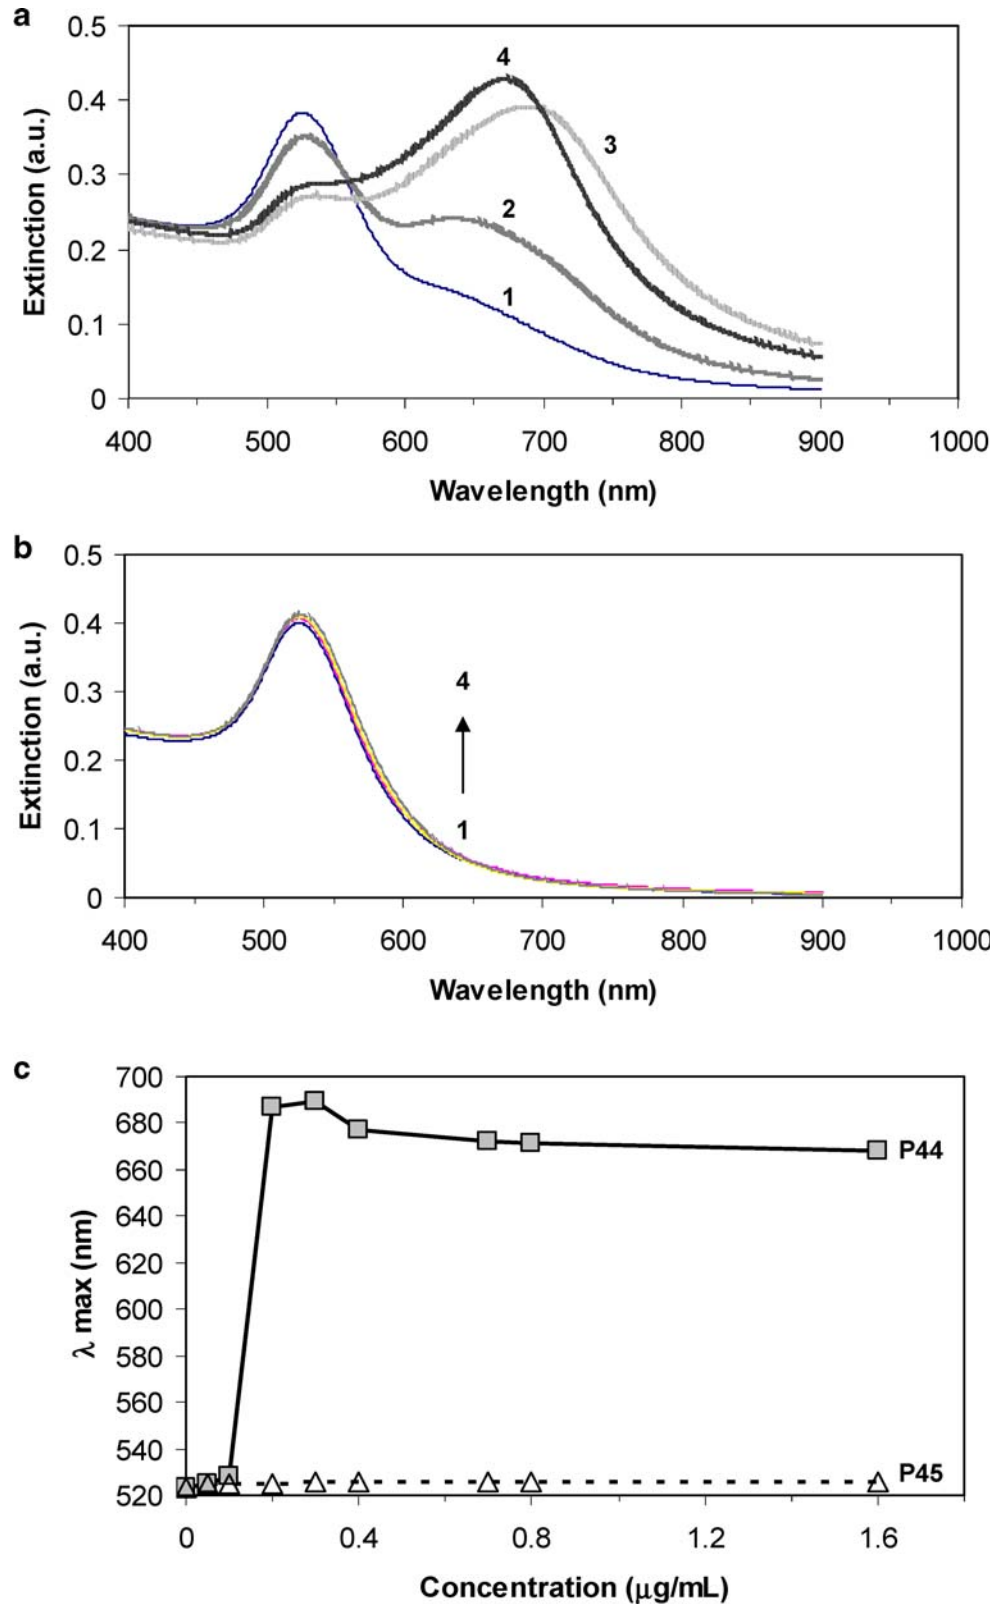 a
0.5
0.4
0.3
0.2
0.1
0
Extinction (a.u.)
4
3
2
1
400 500 600 700 800 900 1000
Wavelength (nm)
b
0.5
0.4
0.3
0.2
0.1
0
Extinction (a.u.)
4
1
400 500 600 700 800 900 1000
Wavelength (nm)
c
700
680
660
640
620
600
580
560
540
520
λ max (nm)
P44
P45
0 0.4 0.8 1.2 1.6
Concentration (μg/mL)